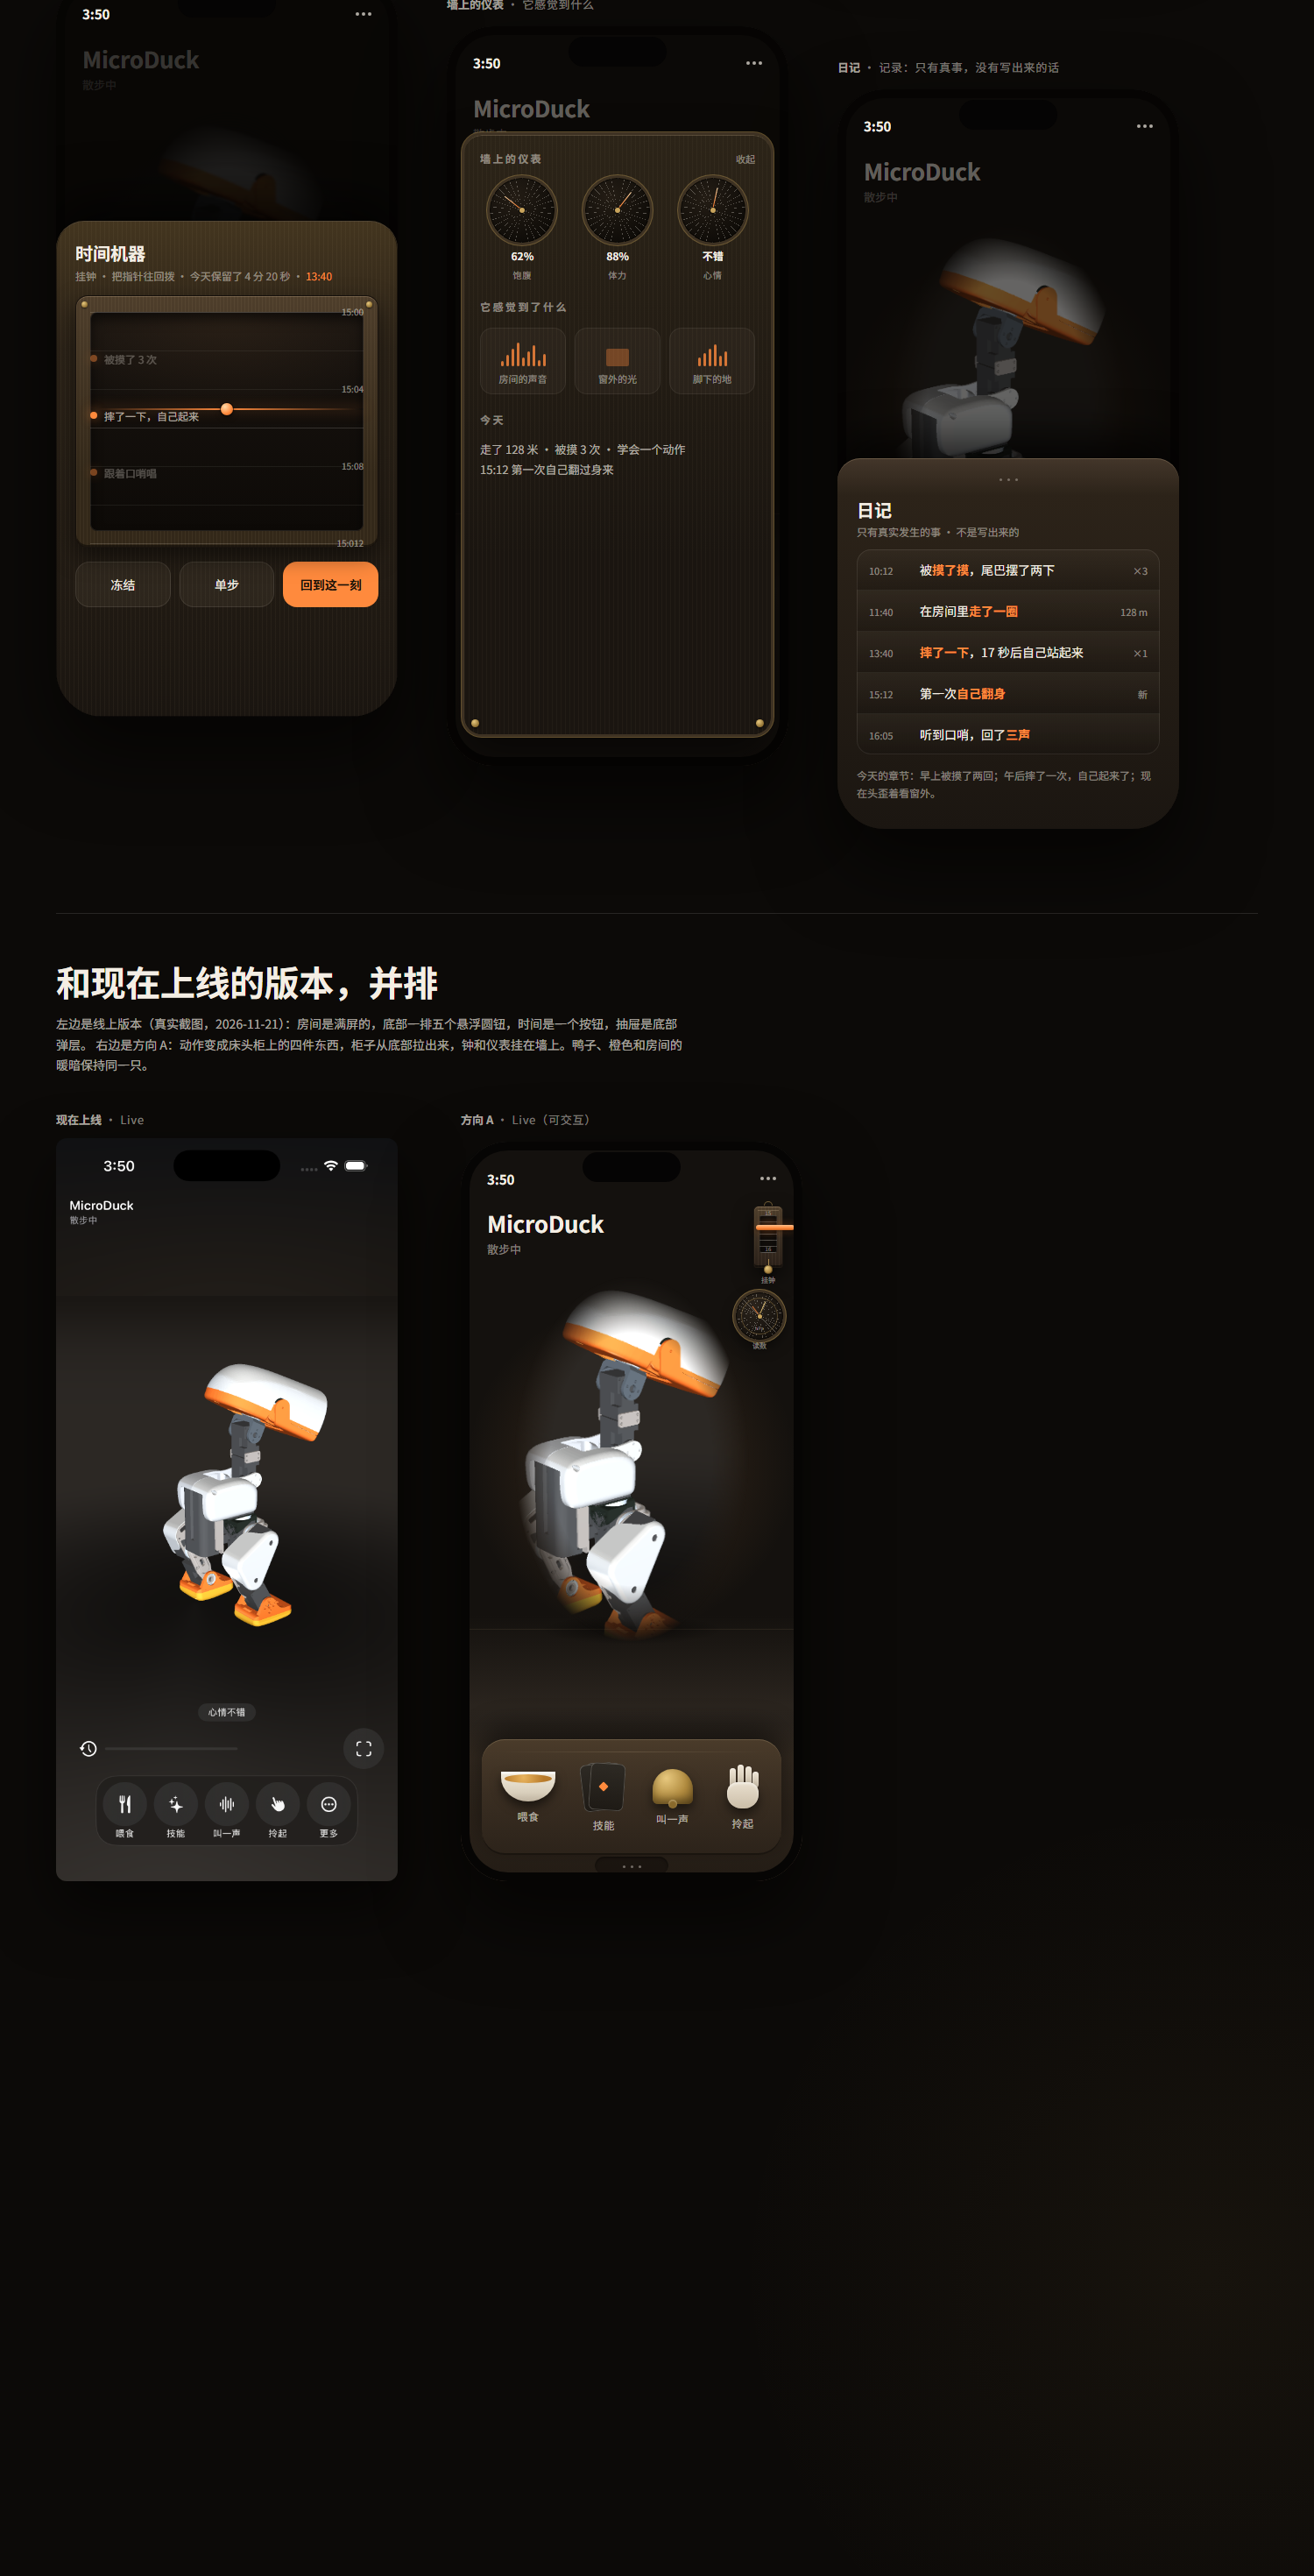 3:50
MicroDuck
散步中
时间机器
挂钟 · 把指针往回拨 · 今天保留了 4 分 20 秒 · 13:40
15:00
被摸了 3 次
15:04
摔了一下，自己起来
15:08
跟着口哨唱
15:012
冻结
单步
回到这一刻
墙上的仪表 · 它感觉到什么
3:50
MicroDuck
墙上的仪表
收起
62%
88%
不错
饱腹
体力
心情
它感觉到了什么
房间的声音
窗外的光
脚下的地
今天
走了 128 米 · 被摸 3 次 · 学会一个动作
15:12 第一次自己翻过身来
日记 · 记录：只有真事，没有写出来的话
3:50
MicroDuck
散步中
日记
只有真实发生的事 · 不是写出来的
10:12 被摸了摸，尾巴摆了两下 ×3
11:40 在房间里走了一圈 128 m
13:40 摔了一下，17 秒后自己站起来 ×1
15:12 第一次自己翻身 新
16:05 听到口哨，回了三声
今天的章节：早上被摸了两回；午后摔了一次，自己起来了；现
在头歪着看窗外。
和现在上线的版本，并排
左边是线上版本（真实截图，2026-11-21）：房间是满屏的，底部一排五个悬浮圆钮，时间是一个按钮，抽屉是底部
弹层。 右边是方向 A：动作变成床头柜上的四件东西，柜子从底部拉出来，钟和仪表挂在墙上。鸭子、橙色和房间的
暖暗保持同一只。
现在上线 · Live
3:50
MicroDuck
散步中
心情不错
喂食
技能
叫一声
拎起
更多
方向 A · Live（可交互）
3:50
MicroDuck
散步中
挂钟
读数
喂食
技能
叫一声
拎起